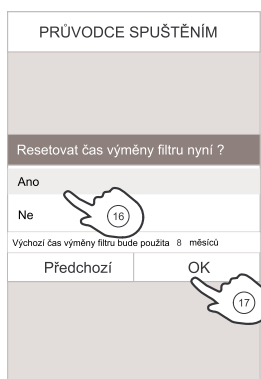 PRŮVODCE SPUŠTĚNÍM
Resetovat čas výměny filtru nyní ?
Ano
Ne
16
Výchozí čas výměny filtru bude použita 8 měsíců
Předchozí
OK
17